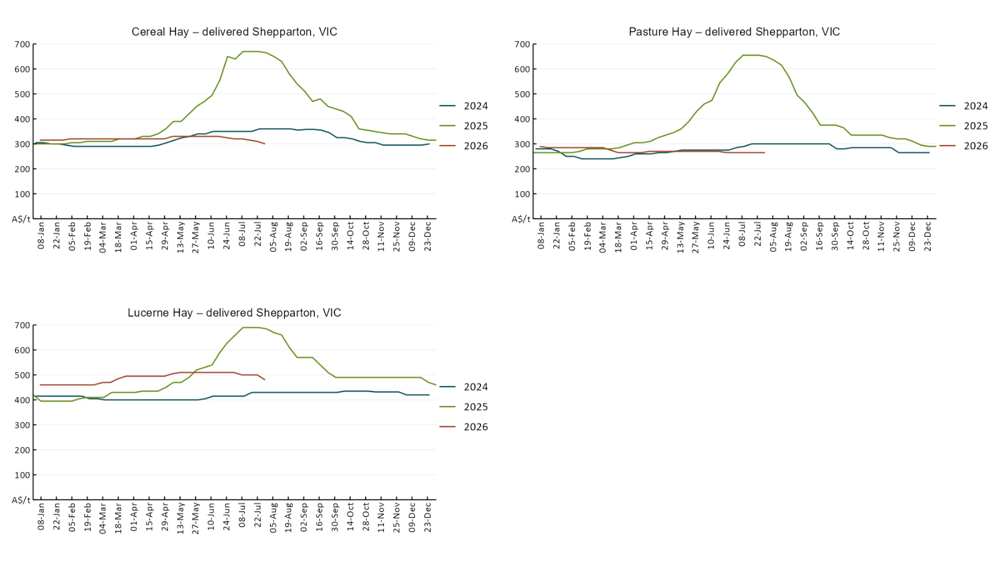 Cereal Hay – delivered Shepparton, VIC
700
600
500
400
300
200
100
A$/t
08-Jan
22-Jan
05-Feb
19-Feb
04-Mar
18-Mar
01-Apr
15-Apr
29-Apr
13-May
27-May
10-Jun
24-Jun
08-Jul
22-Jul
05-Aug
19-Aug
02-Sep
16-Sep
30-Sep
14-Oct
28-Oct
11-Nov
25-Nov
09-Dec
23-Dec
2024
2025
2026
Pasture Hay – delivered Shepparton, VIC
700
600
500
400
300
200
100
A$/t
08-Jan
22-Jan
05-Feb
19-Feb
04-Mar
18-Mar
01-Apr
15-Apr
29-Apr
13-May
27-May
10-Jun
24-Jun
08-Jul
22-Jul
05-Aug
19-Aug
02-Sep
16-Sep
30-Sep
14-Oct
28-Oct
11-Nov
25-Nov
09-Dec
23-Dec
2024
2025
2026
Lucerne Hay – delivered Shepparton, VIC
700
600
500
400
300
200
100
A$/t
08-Jan
22-Jan
05-Feb
19-Feb
04-Mar
18-Mar
01-Apr
15-Apr
29-Apr
13-May
27-May
10-Jun
24-Jun
08-Jul
22-Jul
05-Aug
19-Aug
02-Sep
16-Sep
30-Sep
14-Oct
28-Oct
11-Nov
25-Nov
09-Dec
23-Dec
2024
2025
2026